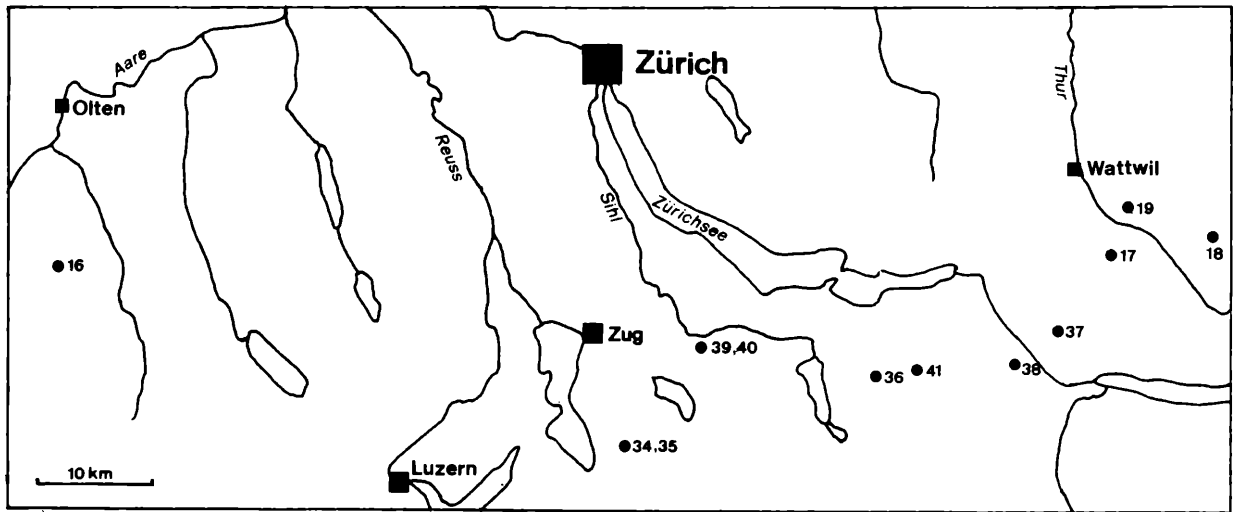 Zürich
Aare
Olten
Thur
Reuss
Wattwil
Sihl
Zürichsee
19
18
17
16
Zug
37
39,40
38
36
41
34,35
Luzern
10 km